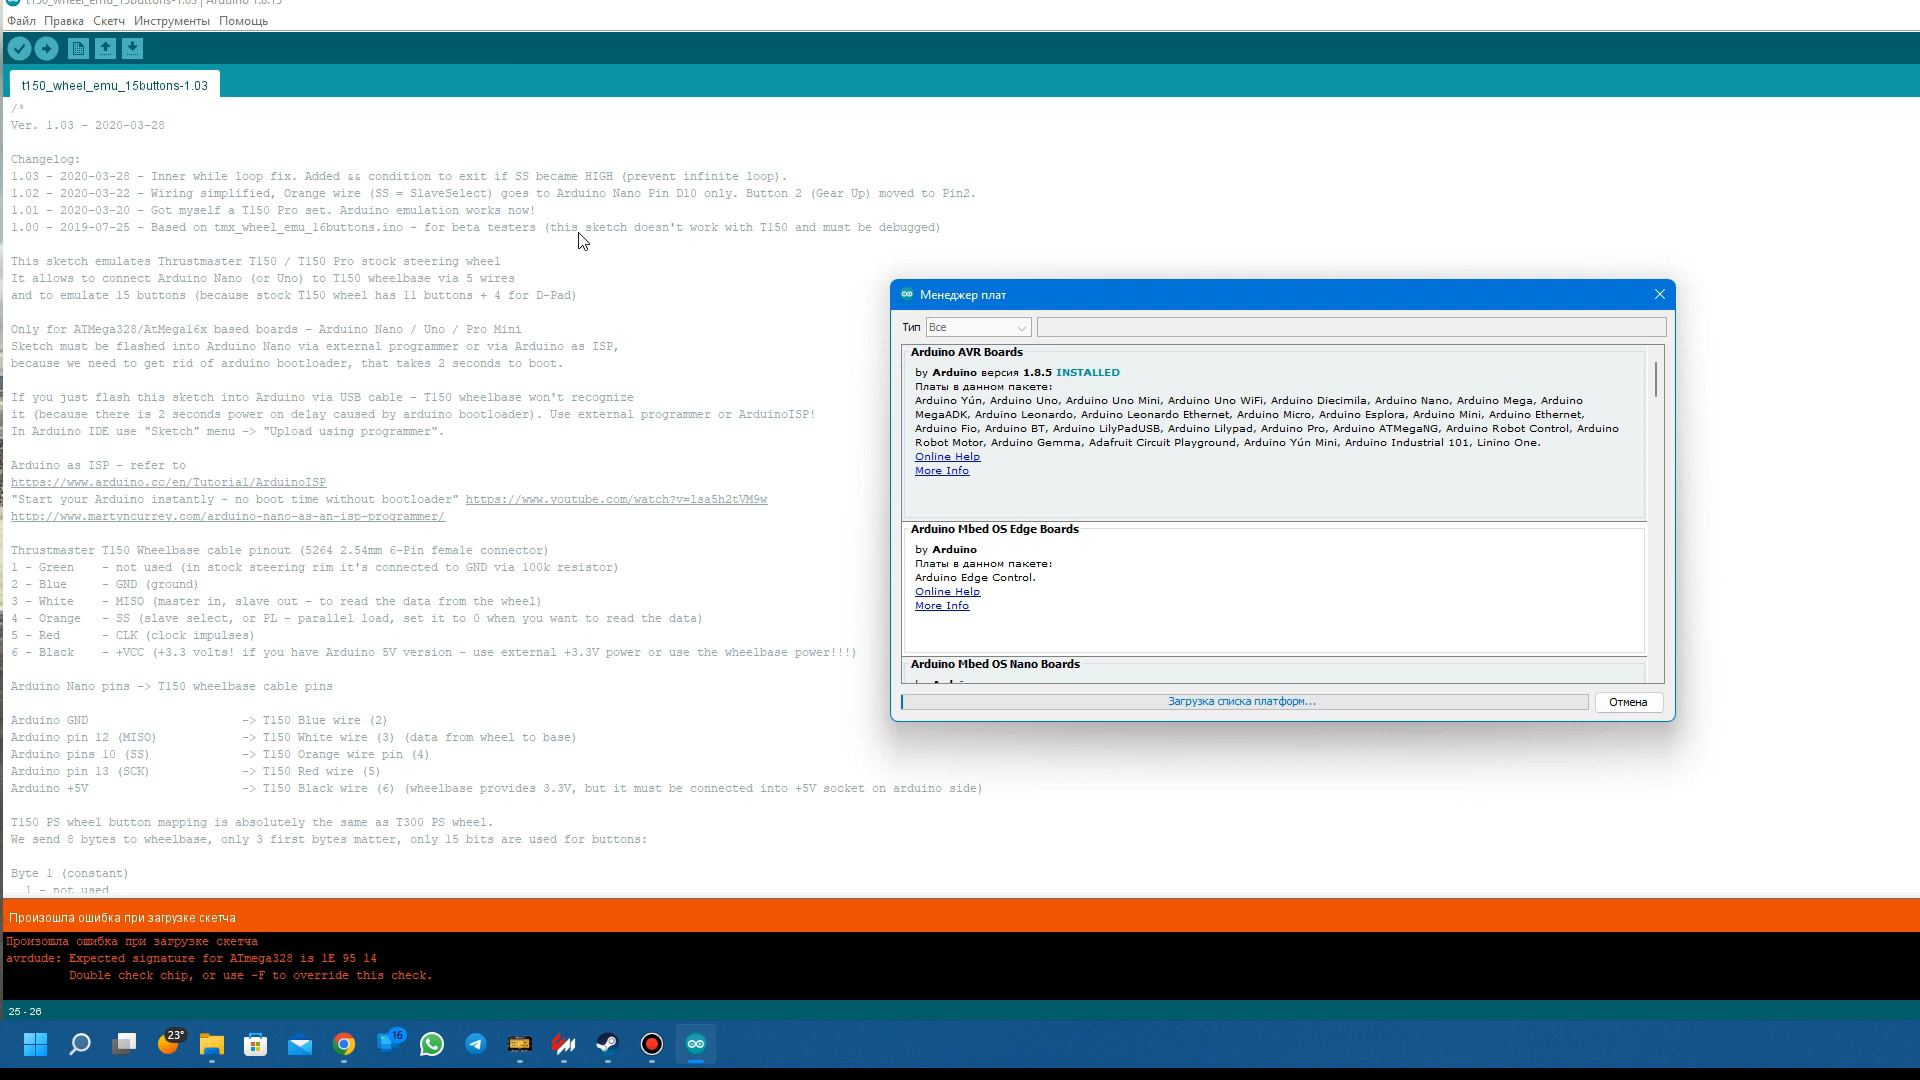 t150_wheel_emu_15buttons-1.03 | Arduino 1.8.15
Файл Правка Скетч Инструменты Помощь
t150_wheel_emu_15buttons-1.03
/*
Ver. 1.03 - 2020-03-28
Changelog:
1.03 - 2020-03-28 - Inner while loop fix. Added && condition to exit if SS became HIGH (prevent infinite loop).
1.02 - 2020-03-22 - Wiring simplified, Orange wire (SS = SlaveSelect) goes to Arduino Nano Pin D10 only. Button 2 (Gear Up) moved to Pin2.
1.01 - 2020-03-20 - Got myself a T150 Pro set. Arduino emulation works now!
1.00 - 2019-07-25 - Based on tmx_wheel_emu_16buttons.ino - for beta testers (this sketch doesn't work with T150 and must be debugged)
This sketch emulates Thrustmaster T150 / T150 Pro stock steering wheel
It allows to connect Arduino Nano (or Uno) to T150 wheelbase via 5 wires
and to emulate 15 buttons (because stock T150 wheel has 11 buttons + 4 for D-Pad)
Only for ATMega328/AtMega16x based boards - Arduino Nano / Uno / Pro Mini
Sketch must be flashed into Arduino Nano via external programmer or via Arduino as ISP,
because we need to get rid of arduino bootloader, that takes 2 seconds to boot.
If you just flash this sketch into Arduino via USB cable - T150 wheelbase won't recognize
it (because there is 2 seconds power on delay caused by arduino bootloader). Use external programmer or ArduinoISP!
In Arduino IDE use "Sketch" menu -> "Upload using programmer".
Arduino as ISP - refer to
https://www.arduino.cc/en/Tutorial/ArduinoISP
"Start your Arduino instantly - no boot time without bootloader" https://www.youtube.com/watch?v=lsa5h2tVM9w
http://www.martyncurrey.com/arduino-nano-as-an-isp-programmer/
Thrustmaster T150 Wheelbase cable pinout (5264 2.54mm 6-Pin female connector)
1 - Green - not used (in stock steering rim it's connected to GND via 100k resistor)
2 - Blue - GND (ground)
3 - White - MISO (master in, slave out - to read the data from the wheel)
4 - Orange - SS (slave select, or PL - parallel load, set it to 0 when you want to read the data)
5 - Red - CLK (clock impulses)
6 - Black - +VCC (+3.3 volts! if you have Arduino 5V version - use external +3.3V power or use the wheelbase power!!!)
Arduino Nano pins -> T150 wheelbase cable pins
Arduino GND -> T150 Blue wire (2)
Arduino pin 12 (MISO) -> T150 White wire (3) (data from wheel to base)
Arduino pins 10 (SS) -> T150 Orange wire pin (4)
Arduino pin 13 (SCK) -> T150 Red wire (5)
Arduino +5V -> T150 Black wire (6) (wheelbase provides 3.3V, but it must be connected into +5V socket on arduino side)
T150 PS wheel button mapping is absolutely the same as T300 PS wheel.
We send 8 bytes to wheelbase, only 3 first bytes matter, only 15 bits are used for buttons:
Byte 1 (constant)
1 - not used
Менеджер плат
Тип Все
Arduino AVR Boards
by Arduino версия 1.8.5 INSTALLED
Платы в данном пакете:
Arduino Yún, Arduino Uno, Arduino Uno Mini, Arduino Uno WiFi, Arduino Diecimila, Arduino Nano, Arduino Mega, Arduino
MegaADK, Arduino Leonardo, Arduino Leonardo Ethernet, Arduino Micro, Arduino Esplora, Arduino Mini, Arduino Ethernet,
Arduino Fio, Arduino BT, Arduino LilyPadUSB, Arduino Lilypad, Arduino Pro, Arduino ATMegaNG, Arduino Robot Control, Arduino
Robot Motor, Arduino Gemma, Adafruit Circuit Playground, Arduino Yún Mini, Arduino Industrial 101, Linino One.
Online Help
More Info
Arduino Mbed OS Edge Boards
by Arduino
Платы в данном пакете:
Arduino Edge Control.
Online Help
More Info
Arduino Mbed OS Nano Boards
by Arduino
Загрузка списка платформ...
Отмена
Произошла ошибка при загрузке скетча
Произошла ошибка при загрузке скетча
avrdude: Expected signature for ATmega328 is 1E 95 14
Double check chip, or use -F to override this check.
25 - 26
23°
16